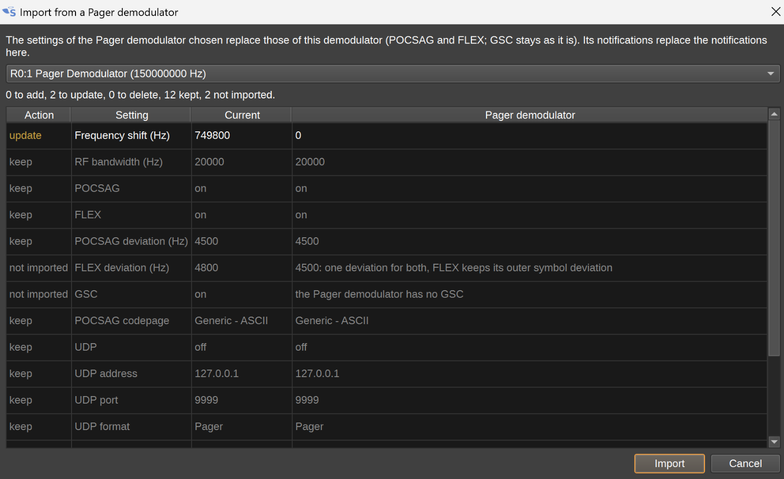 Import from a Pager demodulator
The settings of the Pager demodulator chosen replace those of this demodulator (POCSAG and FLEX; GSC stays as it is). Its notifications replace the notifications
here.
R0:1 Pager Demodulator (150000000 Hz)
0 to add, 2 to update, 0 to delete, 12 kept, 2 not imported.
Action Setting Current Pager demodulator
update Frequency shift (Hz) 749800 0
keep RF bandwidth (Hz) 20000 20000
keep POCSAG on on
keep FLEX on on
keep POCSAG deviation (Hz) 4500 4500
not imported FLEX deviation (Hz) 4800 4500: one deviation for both, FLEX keeps its outer symbol deviation
not imported GSC on the Pager demodulator has no GSC
keep POCSAG codepage Generic - ASCII Generic - ASCII
keep UDP off off
keep UDP address 127.0.0.1 127.0.0.1
keep UDP port 9999 9999
keep UDP format Pager Pager
Import Cancel